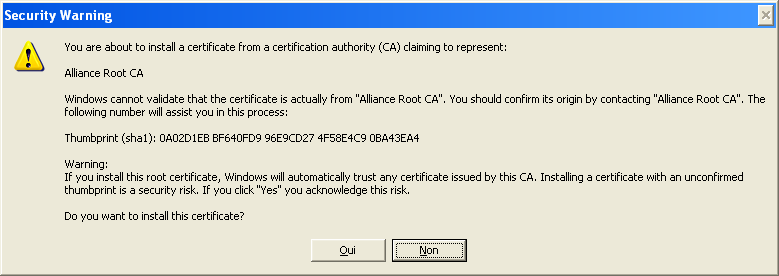 Security Warning
You are about to install a certificate from a certification authority (CA) claiming to represent:
Alliance Root CA
Windows cannot validate that the certificate is actually from "Alliance Root CA". You should confirm its origin by contacting "Alliance Root CA". The
following number will assist you in this process:
Thumbprint (sha1): 0A02D1EB BF640FD9 96E9CD27 4F58E4C9 0BA43EA4
Warning:
If you install this root certificate, Windows will automatically trust any certificate issued by this CA. Installing a certificate with an unconfirmed
thumbprint is a security risk. If you click "Yes" you acknowledge this risk.
Do you want to install this certificate?
Oui
Non